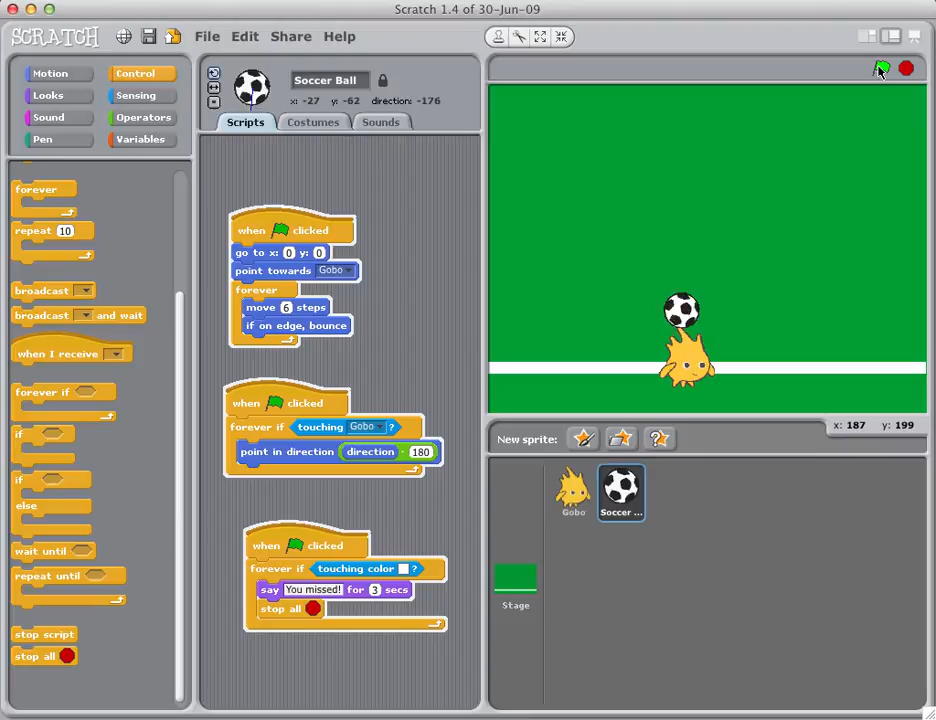 Scratch 1.4 of 30-Jun-09
SCRATCH File Edit Share Help
Motion Control
Looks Sensing
Sound Operators
Pen Variables
forever
repeat 10
broadcast
broadcast and wait
when I receive
forever if
if
if
else
wait until
repeat until
stop script
stop all
Soccer Ball
x: -27 y: -62 direction: -176
Scripts Costumes Sounds
when clicked
go to x: 0 y: 0
point towards Gobo
forever
move 6 steps
if on edge, bounce
when clicked
forever if touching Gobo ?
point in direction direction - 180
when clicked
forever if touching color ?
say You missed! for 3 secs
stop all
x: 187 y: 199
New sprite:
Gobo
Soccer ...
Stage